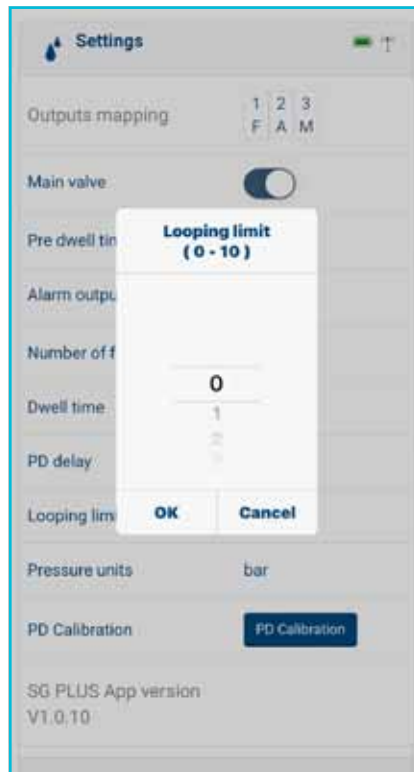 Settings
Outputs mapping
1 2 3
F A M
Main valve
Pre dwell tim
Alarm outpu
Number of f
Dwell time
PD delay
Looping lim
Looping limit
( 0 - 10 )
0
1
2
OK Cancel
Pressure units bar
PD Calibration PD Calibration
SG PLUS App version
V1.0.10